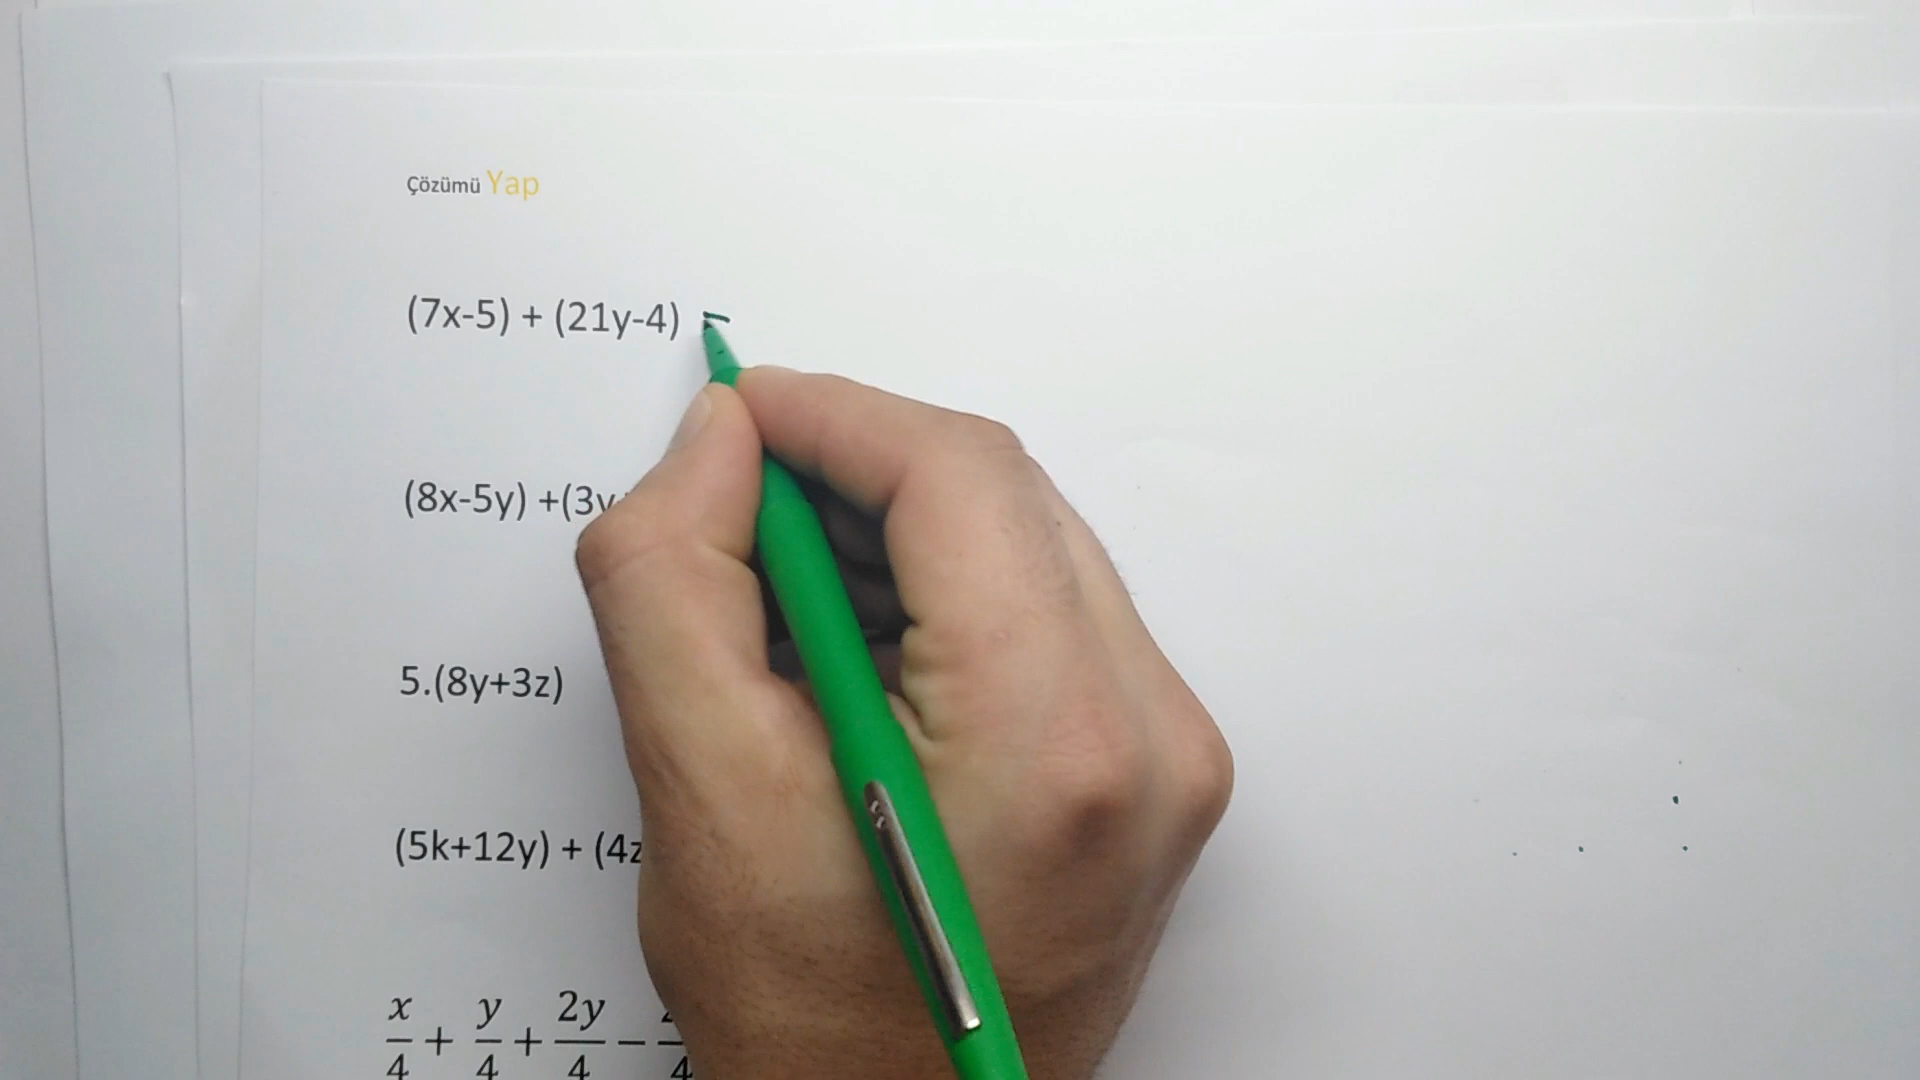 Çözümü Yap
(7x-5) + (21y-4)
(8x-5y) +(3y
5.(8y+3z)
(5k+12y) + (4z
x/4 + y/4 + 2y/4 − /4